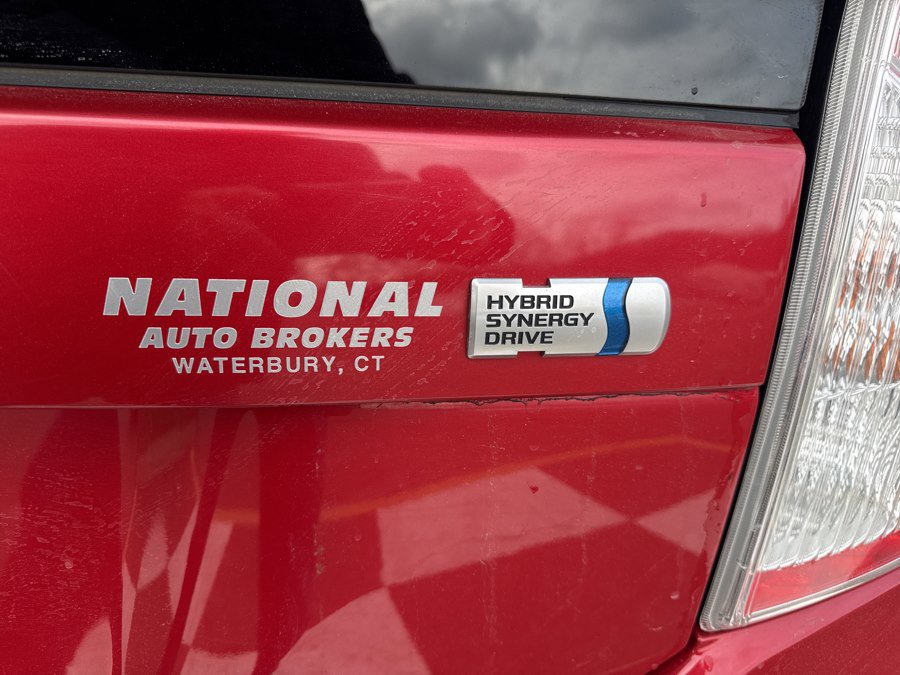 NATIONAL
AUTO BROKERS
WATERBURY, CT
HYBRID
SYNERGY
DRIVE